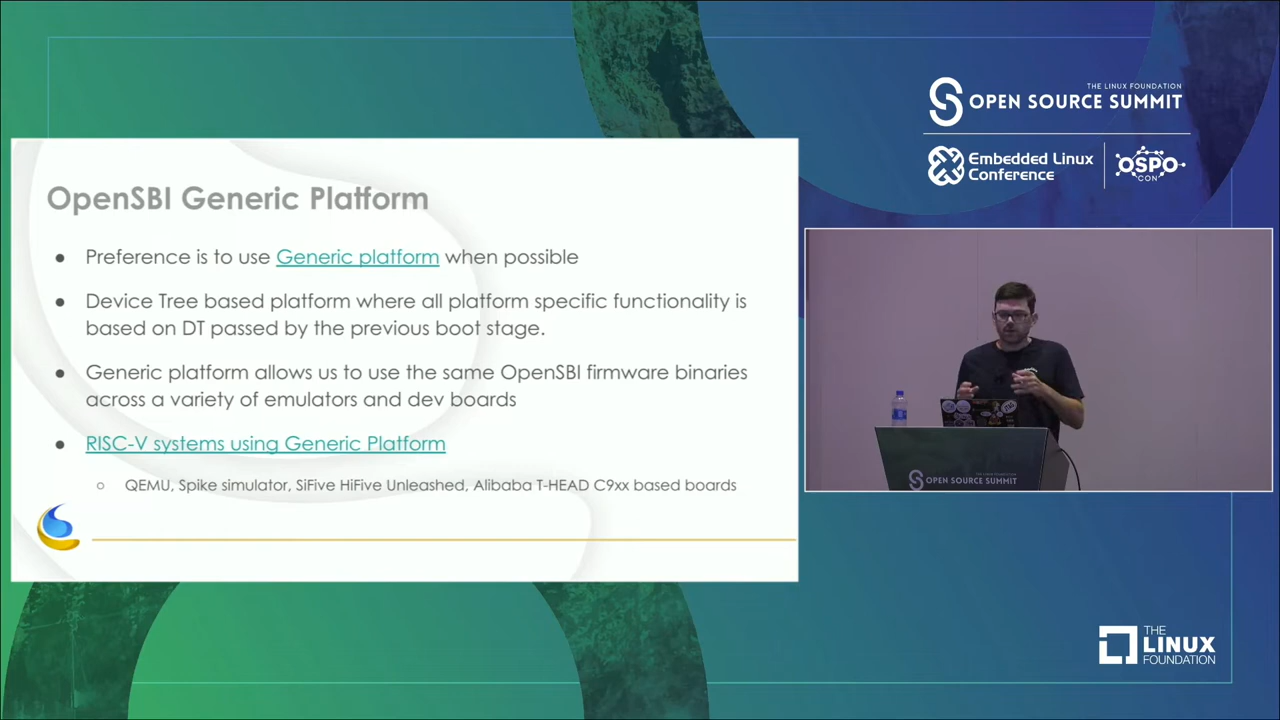 THE LINUX FOUNDATION
OPEN SOURCE SUMMIT
Embedded Linux
Conference
OSPO
CON
OpenSBI Generic Platform
● Preference is to use Generic platform when possible
● Device Tree based platform where all platform specific functionality is
based on DT passed by the previous boot stage.
● Generic platform allows us to use the same OpenSBI firmware binaries
across a variety of emulators and dev boards
● RISC-V systems using Generic Platform
○ QEMU, Spike simulator, SiFive HiFive Unleashed, Alibaba T-HEAD C9xx based boards
OPEN SOURCE SUMMIT
THE
LINUX
FOUNDATION